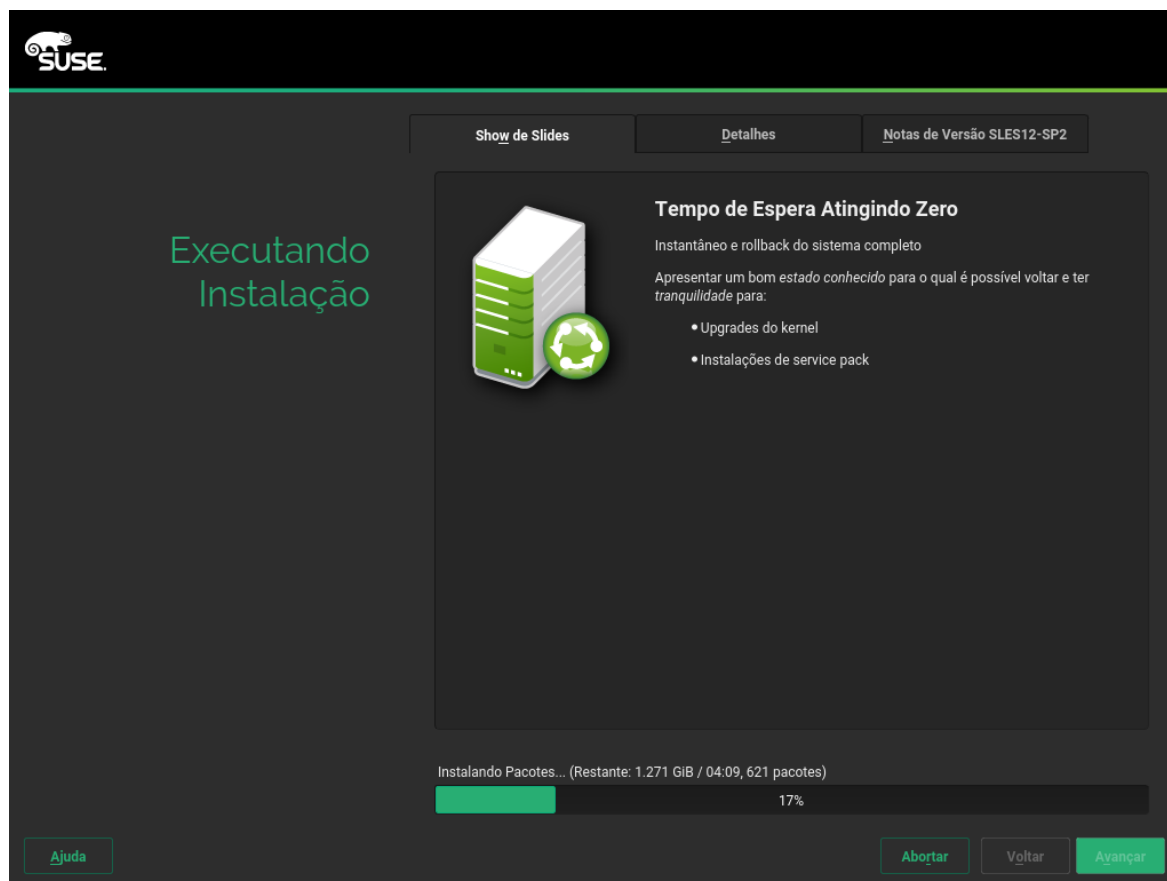 SUSE.
Show de Slides
Detalhes
Notas de Versão SLES12-SP2
Executando
Instalação
Tempo de Espera Atingindo Zero
Instantâneo e rollback do sistema completo
Apresentar um bom estado conhecido para o qual é possível voltar e ter
tranquilidade para:
• Upgrades do kernel
• Instalações de service pack
Instalando Pacotes... (Restante: 1.271 GiB / 04:09, 621 pacotes)
17%
Ajuda
Abortar
Voltar
Avançar